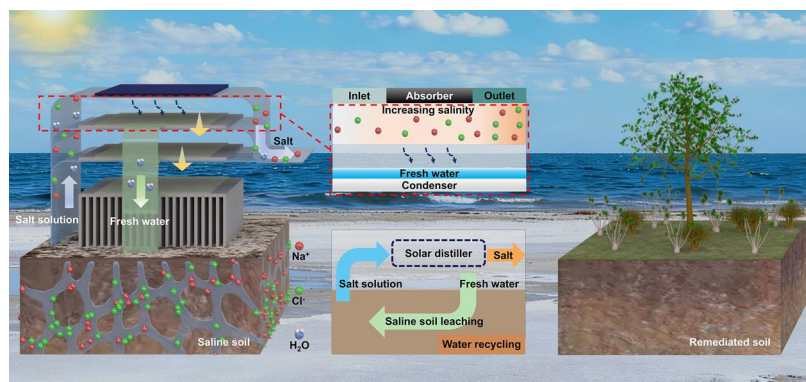 Inlet
Absorber
Outlet
Increasing salinity
Fresh water
Condenser
Salt
Salt solution
Fresh water
Na⁺
Cl⁻
H₂O
Saline soil
Solar distiller
Salt
Salt solution
Fresh water
Saline soil leaching
Water recycling
Remediated soil